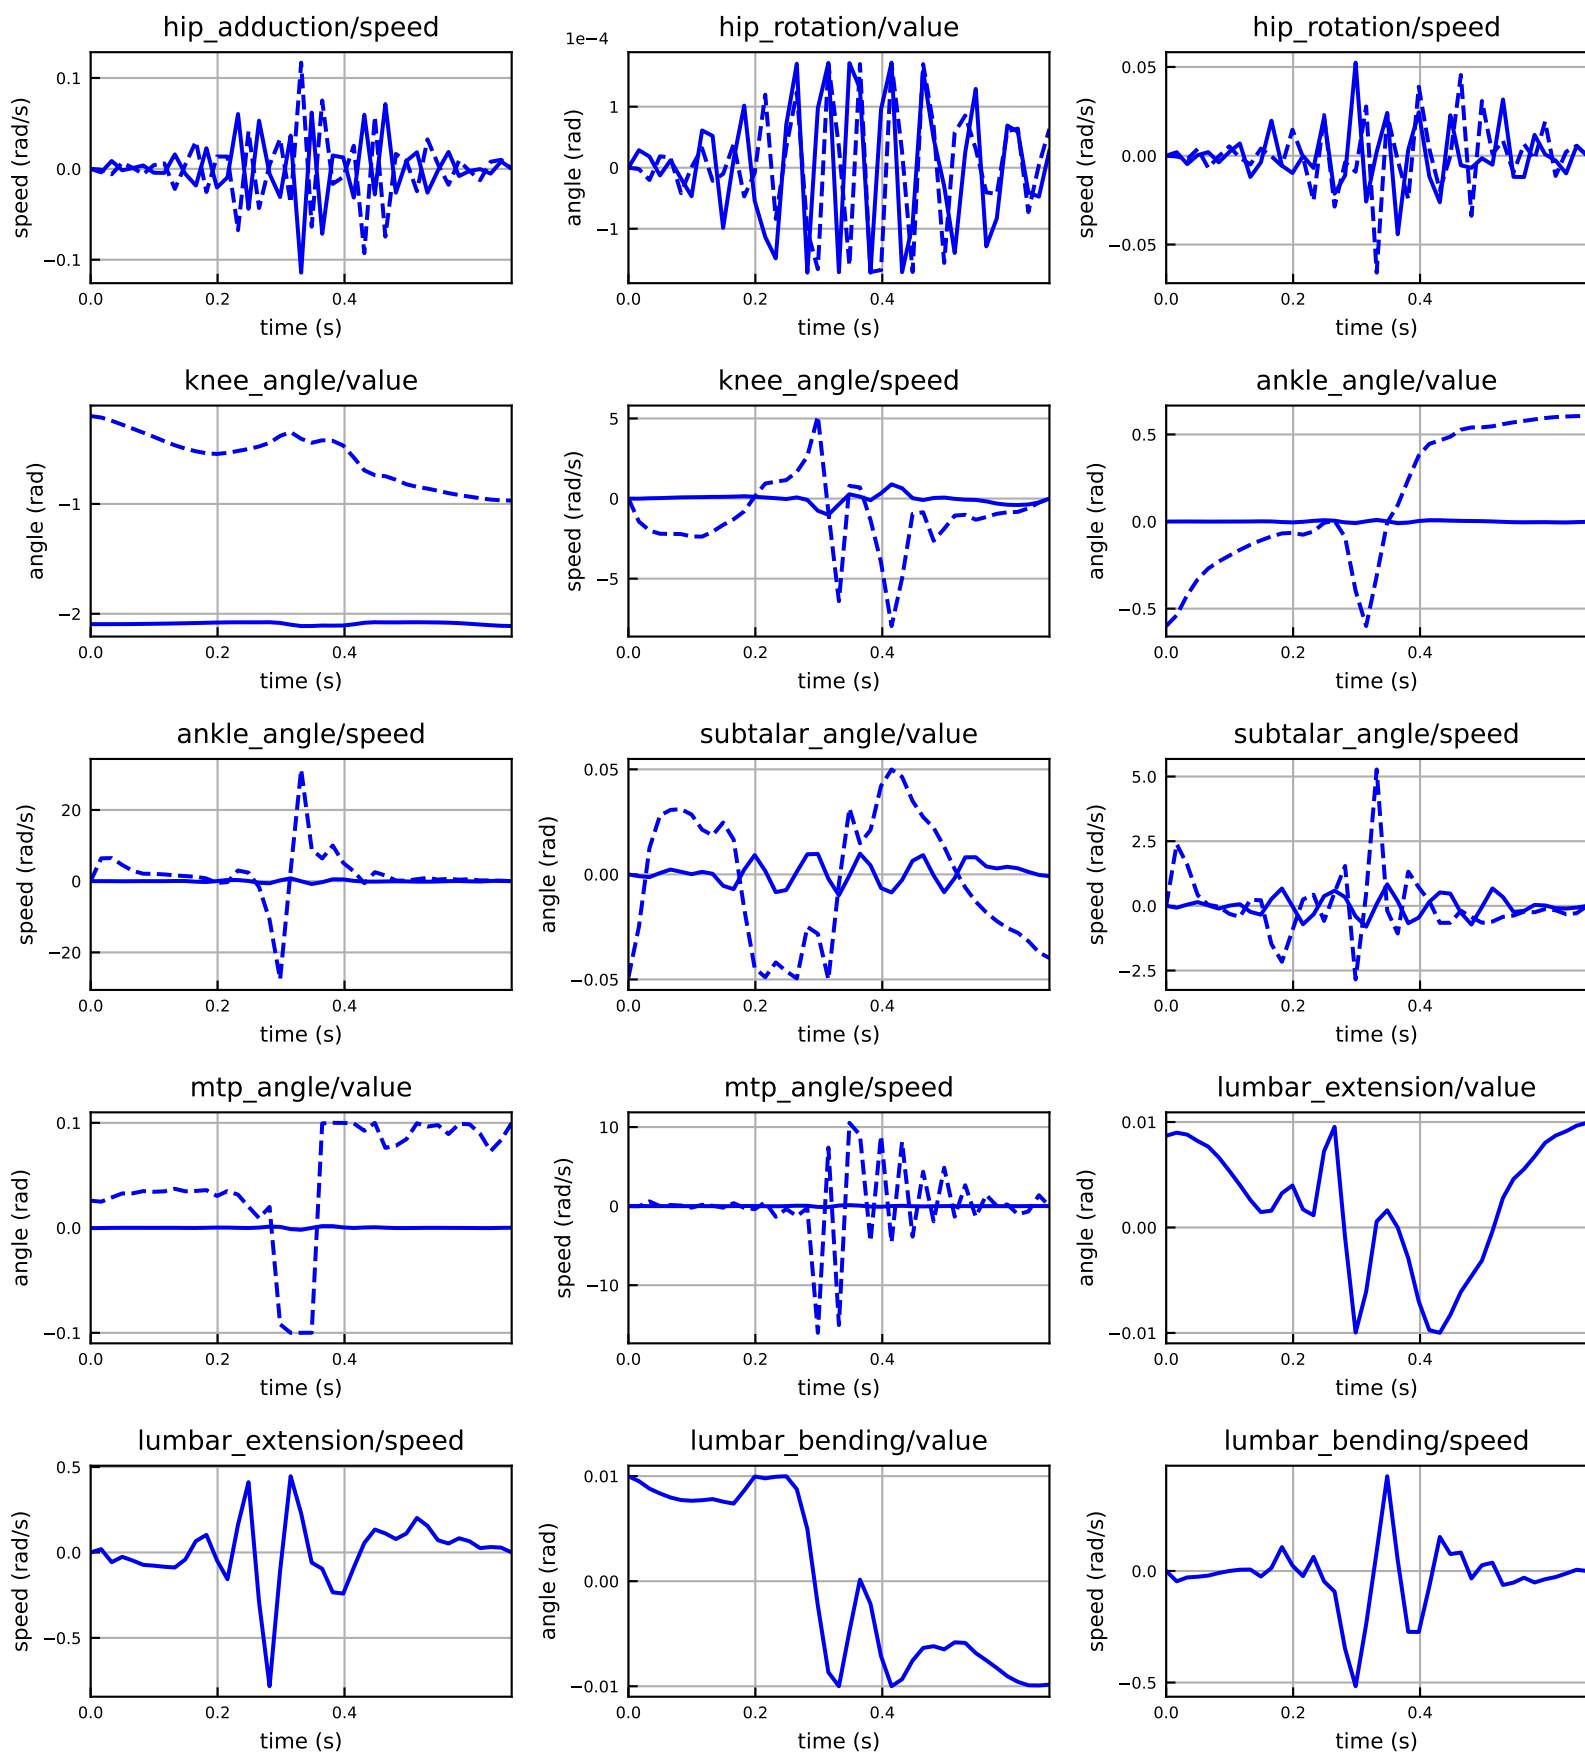 hip_adduction/speed
speed (rad/s)
0.1
0.0
−0.1
0.0 0.2 0.4
time (s)
hip_rotation/value
1e−4
angle (rad)
1
0
−1
0.0 0.2 0.4
time (s)
hip_rotation/speed
speed (rad/s)
0.05
0.00
−0.05
0.0 0.2 0.4
time (s)
knee_angle/value
angle (rad)
−1
−2
0.0 0.2 0.4
time (s)
knee_angle/speed
speed (rad/s)
5
0
−5
0.0 0.2 0.4
time (s)
ankle_angle/value
angle (rad)
0.5
0.0
−0.5
0.0 0.2 0.4
time (s)
ankle_angle/speed
speed (rad/s)
20
0
−20
0.0 0.2 0.4
time (s)
subtalar_angle/value
angle (rad)
0.05
0.00
−0.05
0.0 0.2 0.4
time (s)
subtalar_angle/speed
speed (rad/s)
5.0
2.5
0.0
−2.5
0.0 0.2 0.4
time (s)
mtp_angle/value
angle (rad)
0.1
0.0
−0.1
0.0 0.2 0.4
time (s)
mtp_angle/speed
speed (rad/s)
10
0
−10
0.0 0.2 0.4
time (s)
lumbar_extension/value
angle (rad)
0.01
0.00
−0.01
0.0 0.2 0.4
time (s)
lumbar_extension/speed
speed (rad/s)
0.5
0.0
−0.5
0.0 0.2 0.4
time (s)
lumbar_bending/value
angle (rad)
0.01
0.00
−0.01
0.0 0.2 0.4
time (s)
lumbar_bending/speed
speed (rad/s)
0.0
−0.5
0.0 0.2 0.4
time (s)